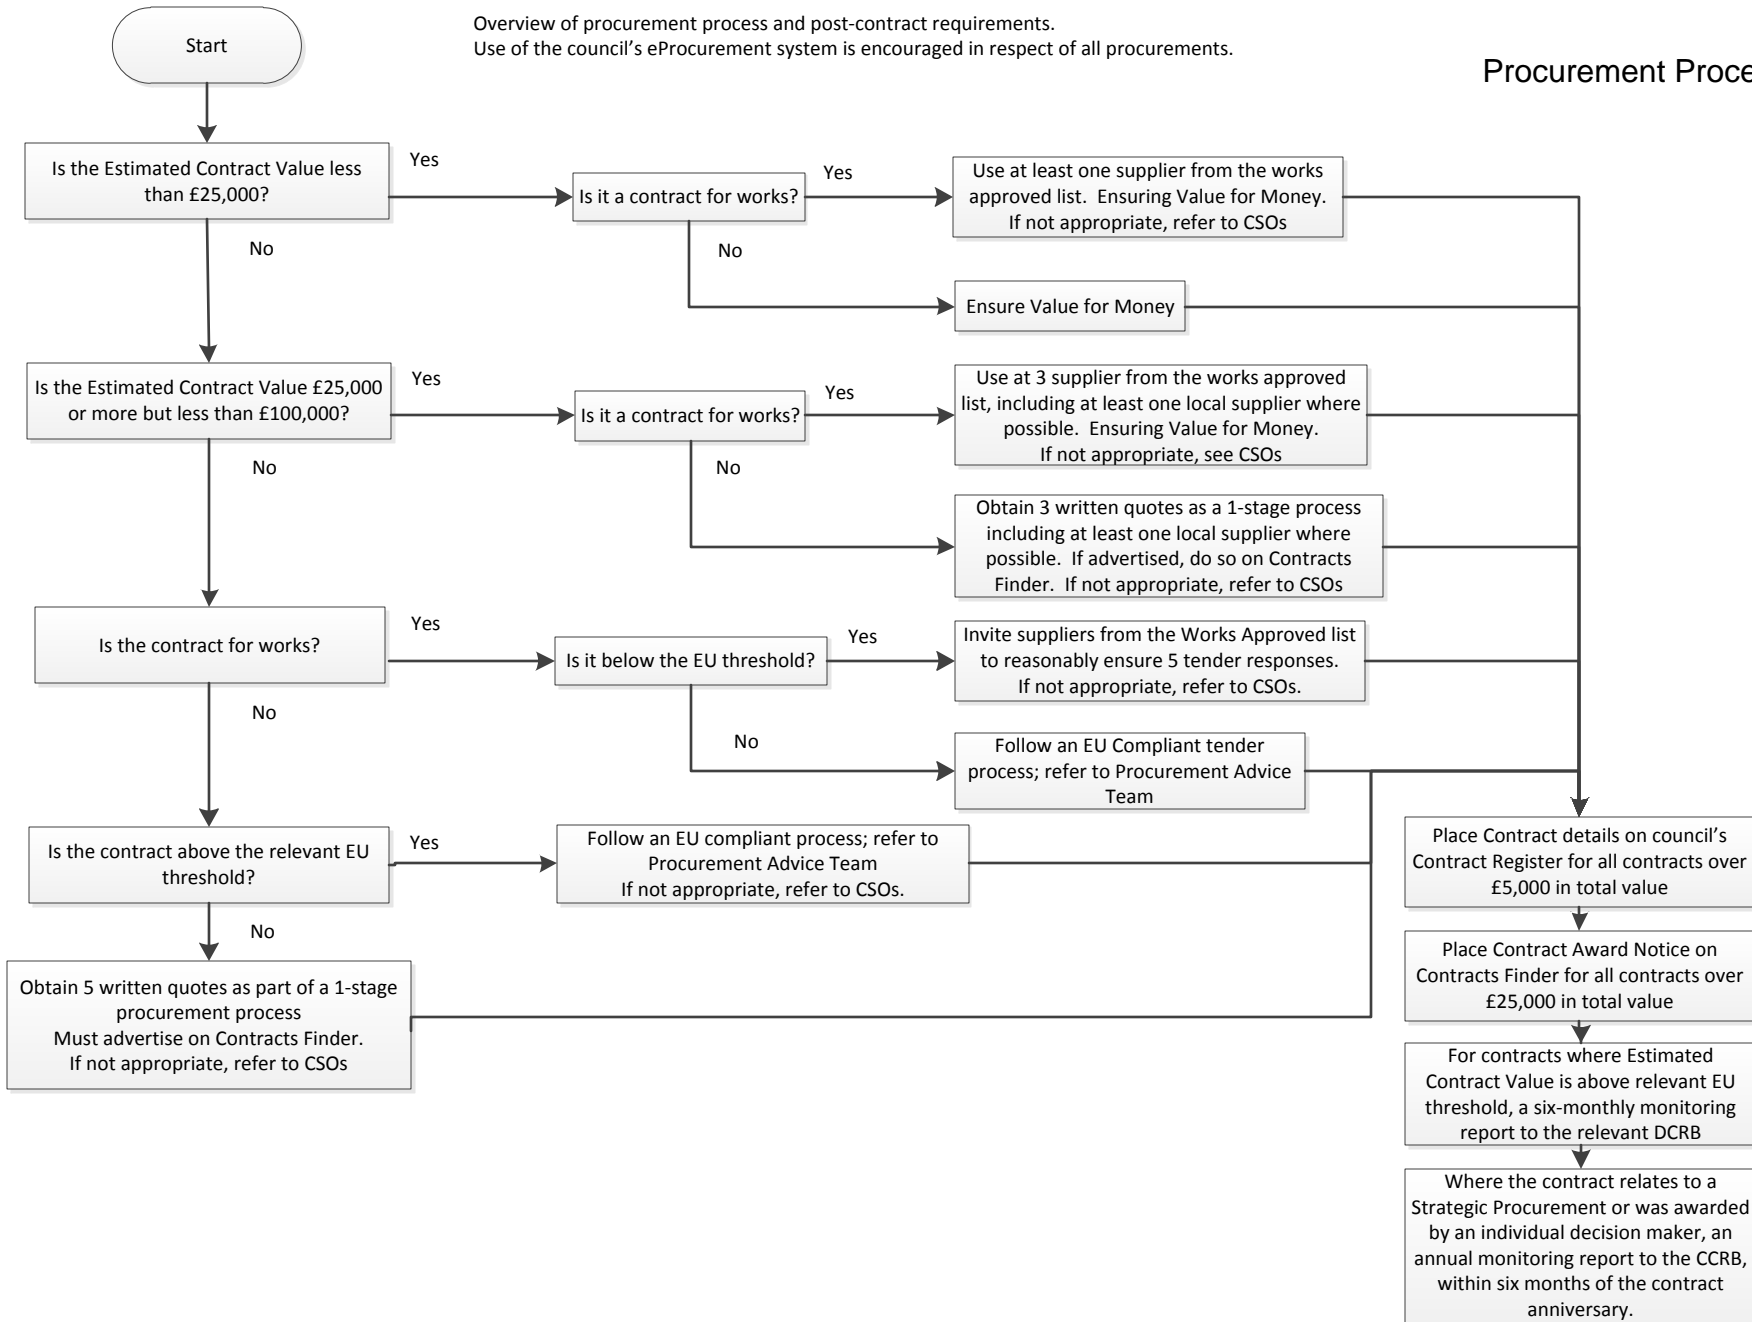 Start
Overview of procurement process and post-contract requirements.
Use of the council's eProcurement system is encouraged in respect of all procurements.
Procurement Proce
Is the Estimated Contract Value less
than £25,000?
Yes
Is it a contract for works?
Yes
Use at least one supplier from the works
approved list.  Ensuring Value for Money.
If not appropriate, refer to CSOs
No
No
Ensure Value for Money
Is the Estimated Contract Value £25,000
or more but less than £100,000?
Yes
Is it a contract for works?
Yes
Use at 3 supplier from the works approved
list, including at least one local supplier where
possible.  Ensuring Value for Money.
If not appropriate, see CSOs
No
No
Obtain 3 written quotes as a 1-stage process
including at least one local supplier where
possible.  If advertised, do so on Contracts
Finder.  If not appropriate, refer to CSOs
Is the contract for works?
Yes
Is it below the EU threshold?
Yes
Invite suppliers from the Works Approved list
to reasonably ensure 5 tender responses.
If not appropriate, refer to CSOs.
No
No
Follow an EU Compliant tender
process; refer to Procurement Advice
Team
Is the contract above the relevant EU
threshold?
Yes
Follow an EU compliant process; refer to
Procurement Advice Team
If not appropriate, refer to CSOs.
No
Obtain 5 written quotes as part of a 1-stage
procurement process
Must advertise on Contracts Finder.
If not appropriate, refer to CSOs
Place Contract details on council's
Contract Register for all contracts over
£5,000 in total value
Place Contract Award Notice on
Contracts Finder for all contracts over
£25,000 in total value
For contracts where Estimated
Contract Value is above relevant EU
threshold, a six-monthly monitoring
report to the relevant DCRB
Where the contract relates to a
Strategic Procurement or was awarded
by an individual decision maker, an
annual monitoring report to the CCRB,
within six months of the contract
anniversary.